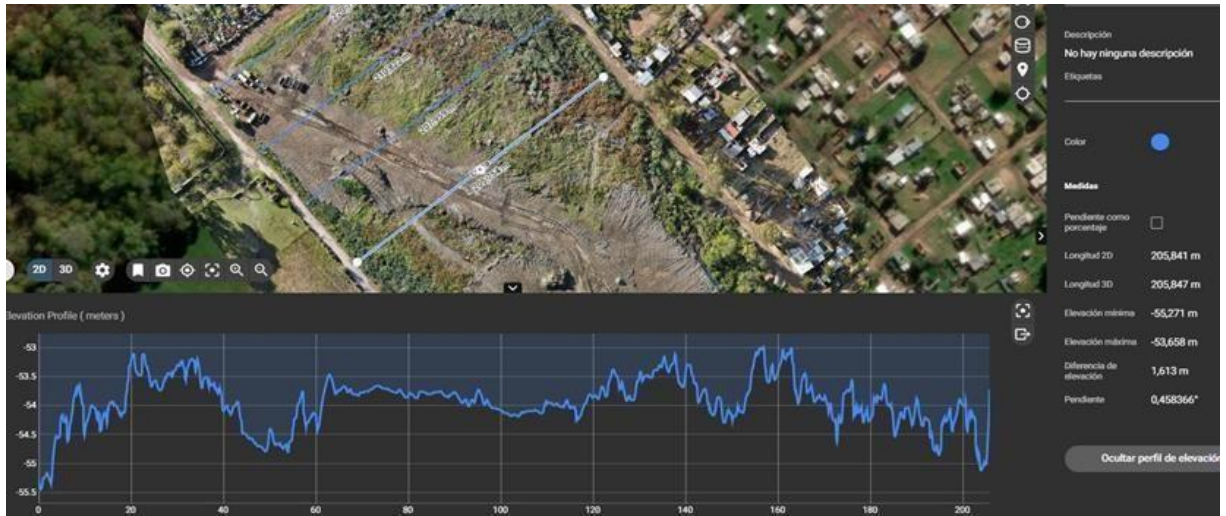 Descripción
No hay ninguna descripción
Etiquetas
Color
Medidas
Pendiente como
porcentaje
Longitud 2D 205,841 m
Longitud 3D 205,847 m
Elevación mínima -55,271 m
Elevación máxima -53,658 m
Diferencia de
elevación 1,613 m
Pendiente 0,458366°
Ocultar perfil de elevación
2D 3D
Elevation Profile ( meters )
-53
-53.5
-54
-54.5
-55
-55.5
0 20 40 60 80 100 120 140 160 180 200